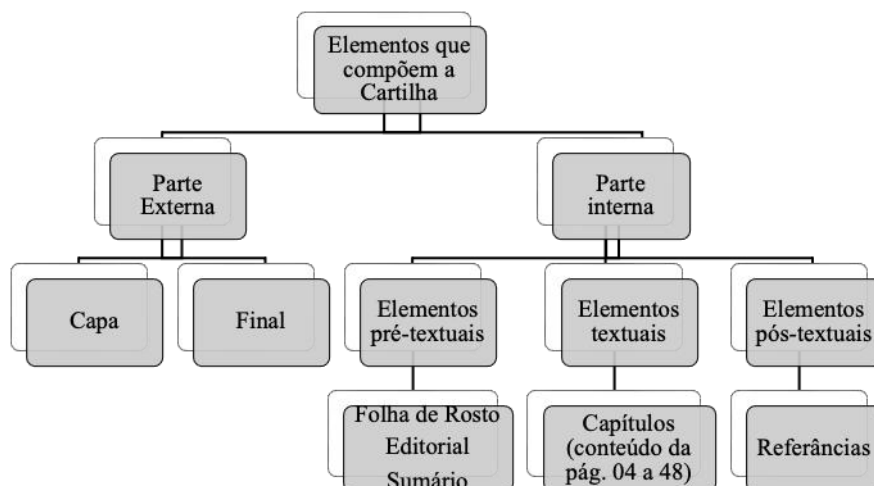 Elementos que
compõem a
Cartilha
Parte
Externa
Parte
interna
Capa
Final
Elementos
pré-textuais
Elementos
textuais
Elementos
pós-textuais
Folha de Rosto
Editorial
Sumário
Capítulos
(conteúdo da
pág. 04 a 48)
Referâncias